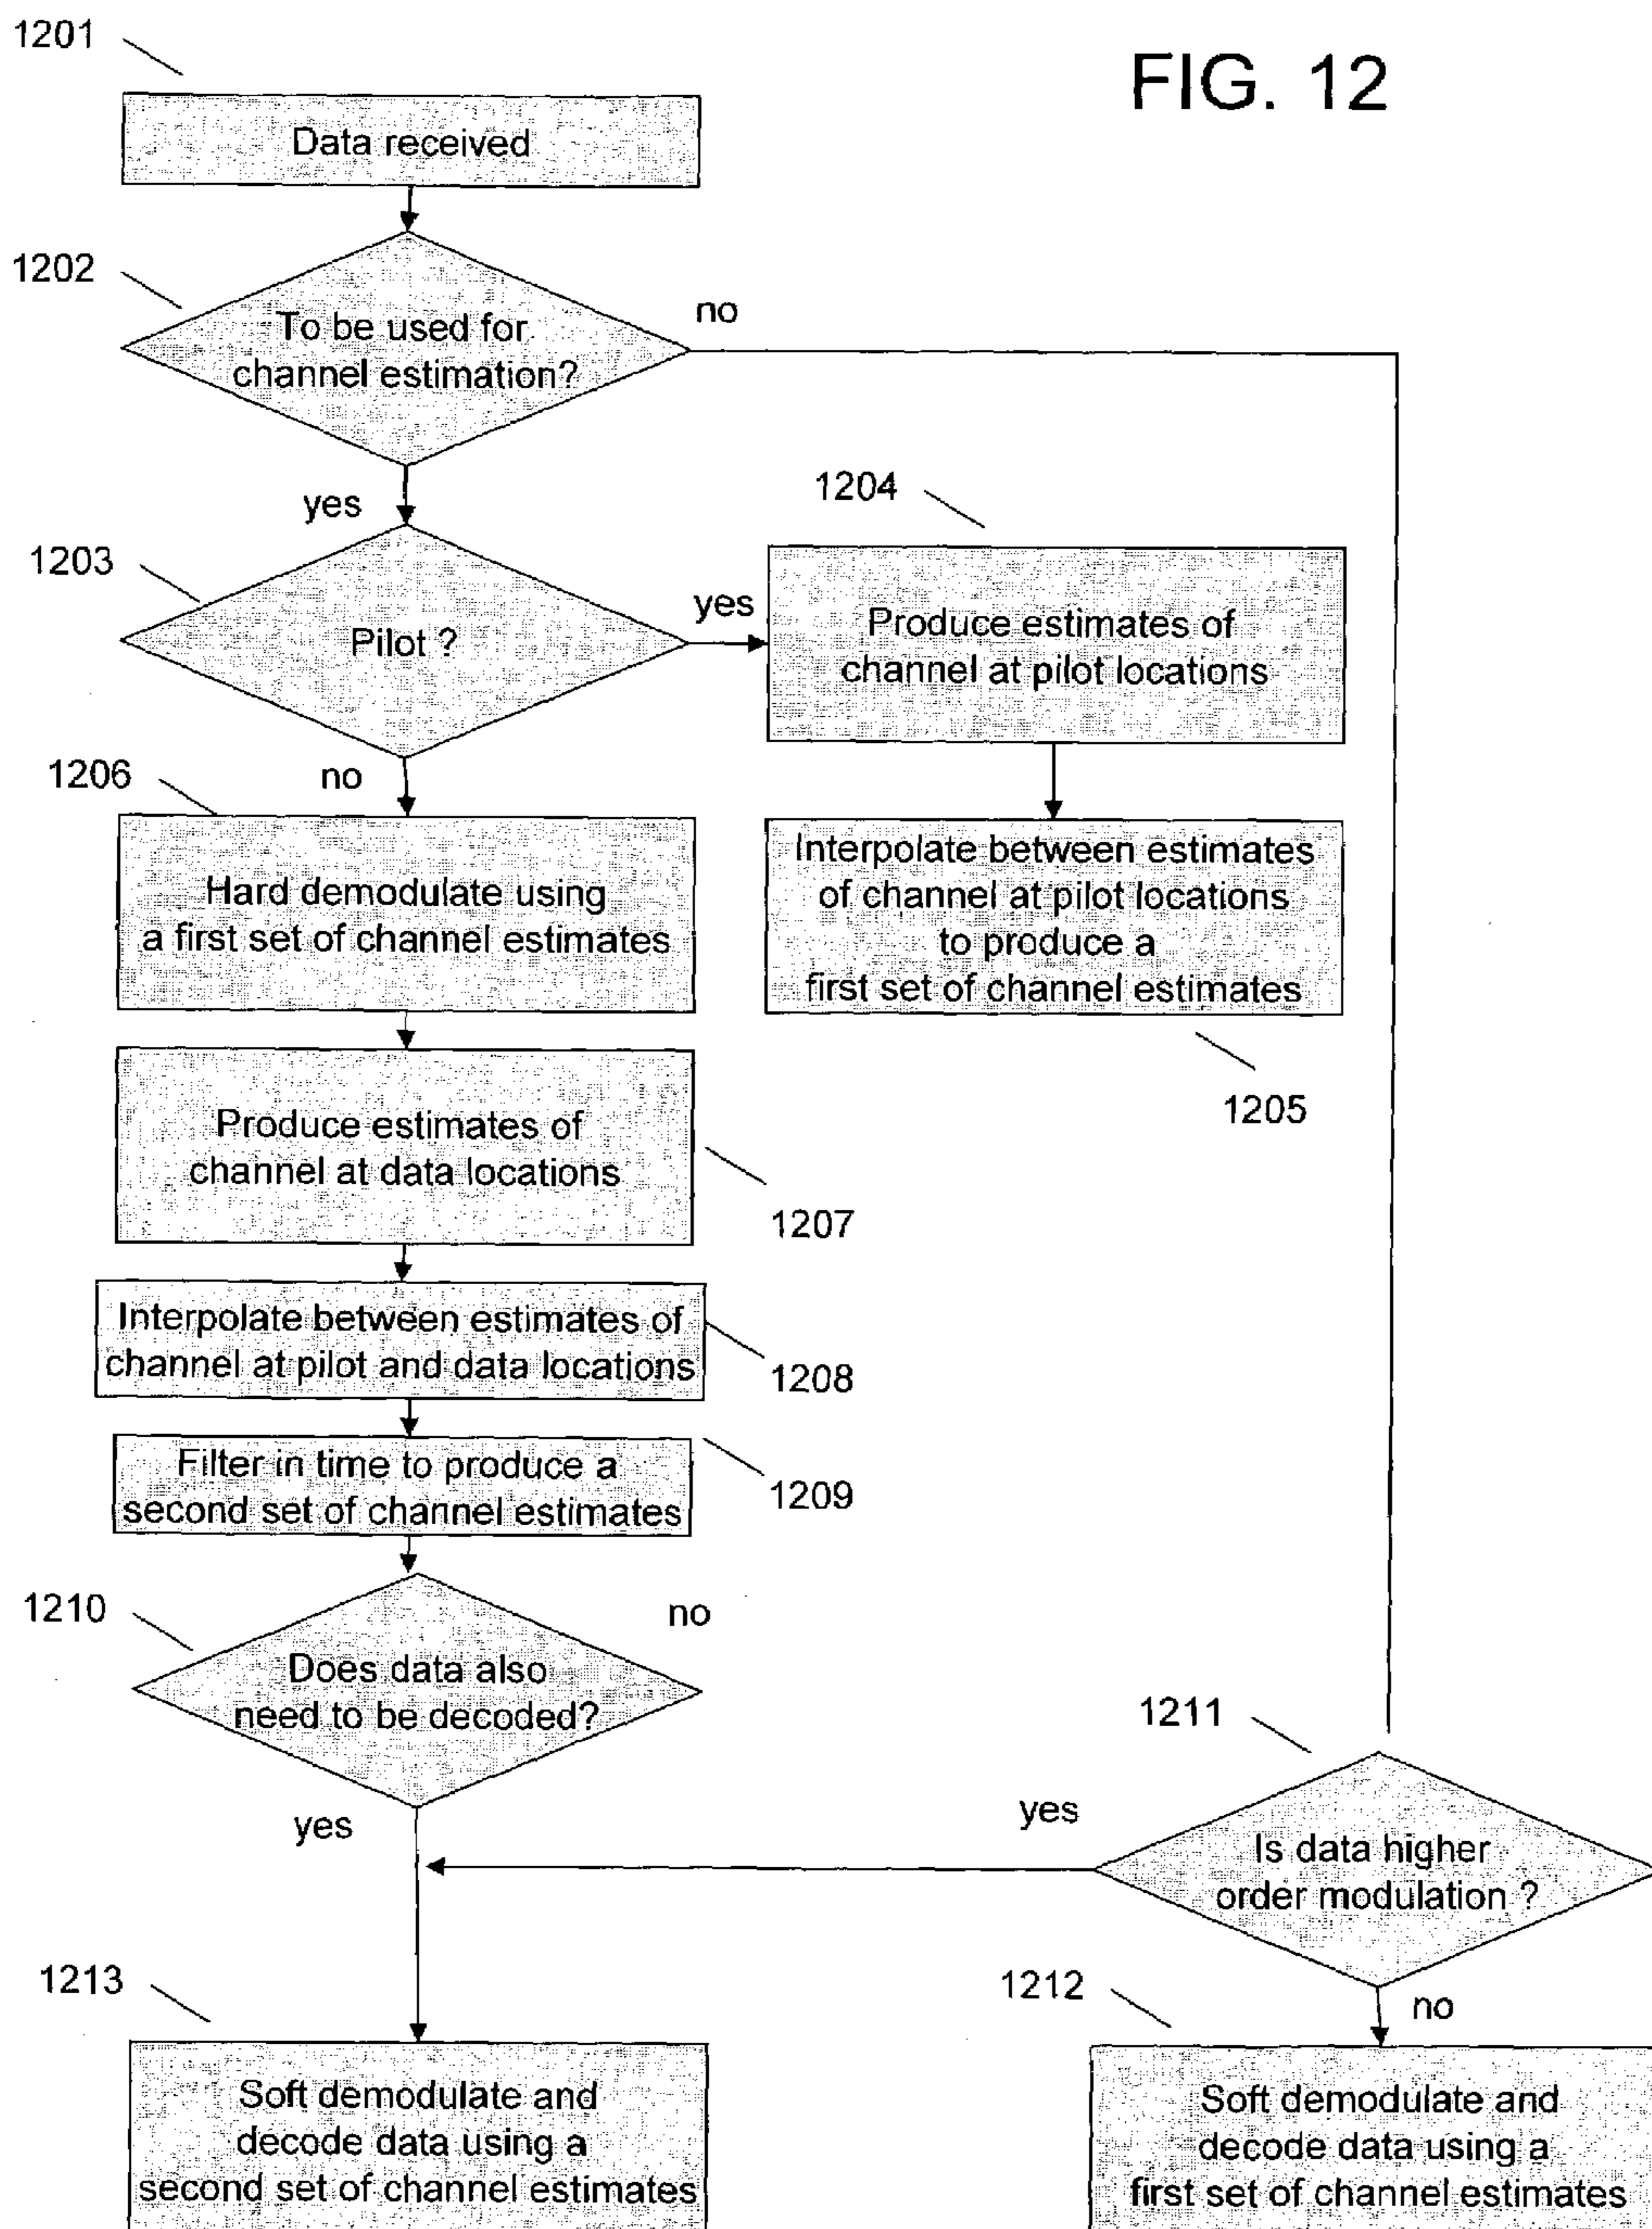 FIG. 12
1201
Data received
1202
To be used for
channel estimation?
no
yes
1203
Pilot ?
yes
no
1204
Produce estimates of
channel at pilot locations
Interpolate between estimates
of channel at pilot locations
to produce a
first set of channel estimates
1205
1206
Hard demodulate using
a first set of channel estimates
Produce estimates of
channel at data locations
1207
Interpolate between estimates of
channel at pilot and data locations
1208
Filter in time to produce a
second set of channel estimates
1209
1210
Does data also
need to be decoded?
no
yes
1211
Is data higher
order modulation ?
yes
no
1213
Soft demodulate and
decode data using a
second set of channel estimates
1212
Soft demodulate and
decode data using a
first set of channel estimates